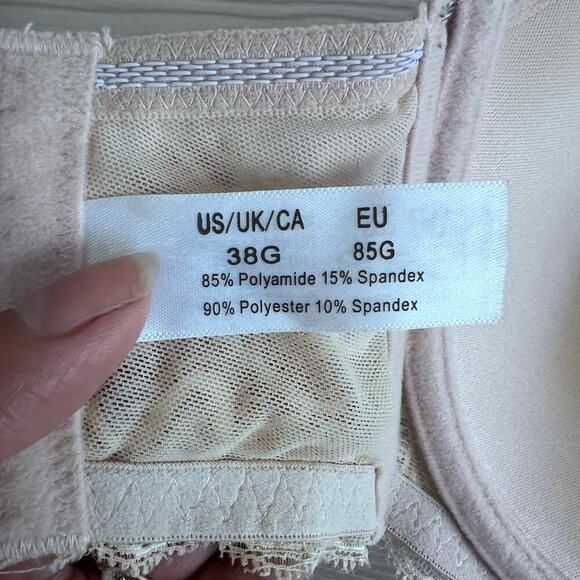 US/UK/CA EU
38G 85G
85% Polyamide 15% Spandex
90% Polyester 10% Spandex